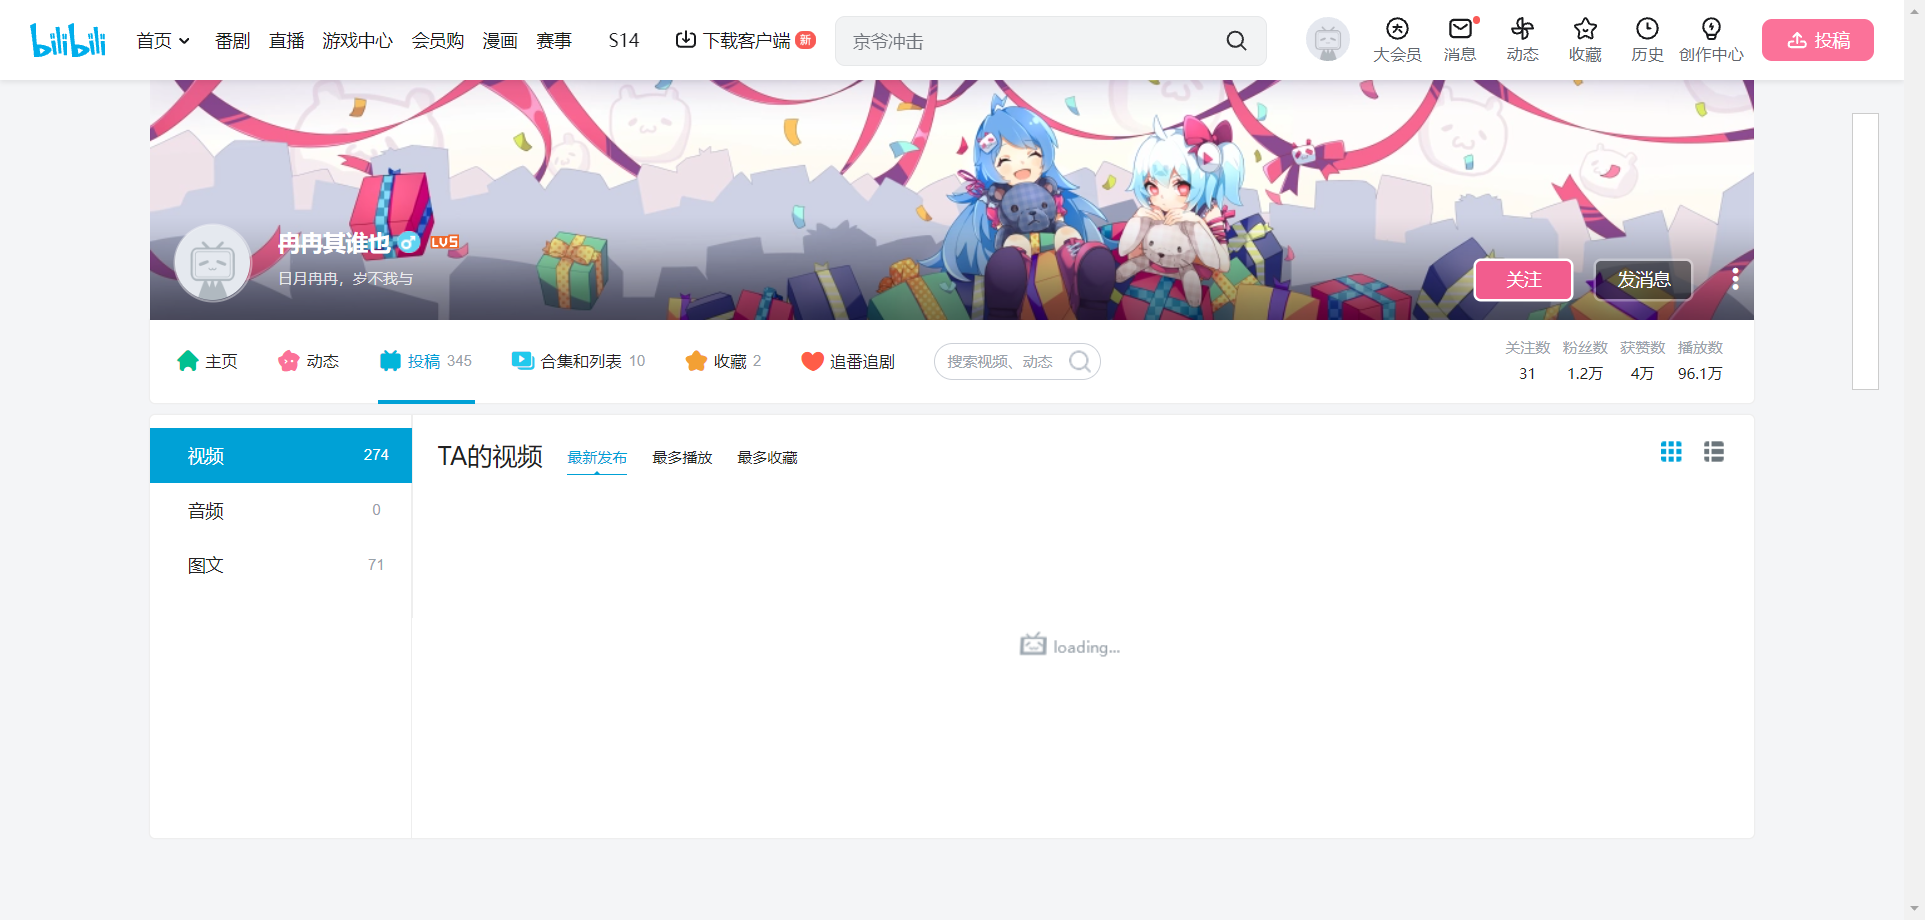 bilibili 首页 番剧 直播 游戏中心 会员购 漫画 赛事 S14 下载客户端 新 京爷冲击 大会员 消息 动态 收藏 历史 创作中心 投稿
冉冉其谁也 LV5
日月冉冉，岁不我与
关注 发消息
主页 动态 投稿 345 合集和列表 10 收藏 2 追番追剧 搜索视频、动态
关注数 粉丝数 获赞数 播放数
31 1.2万 4万 96.1万
视频 274
音频 0
图文 71
TA的视频 最新发布 最多播放 最多收藏
loading...